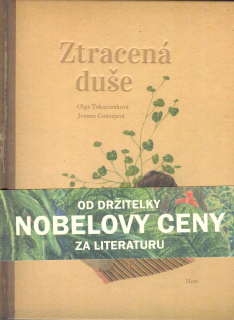 Ztracená
duše
Olga Tokarczuková
Joanna Concejová
OD DRŽITELKY
NOBELOVY CENY
ZA LITERATURU
Host